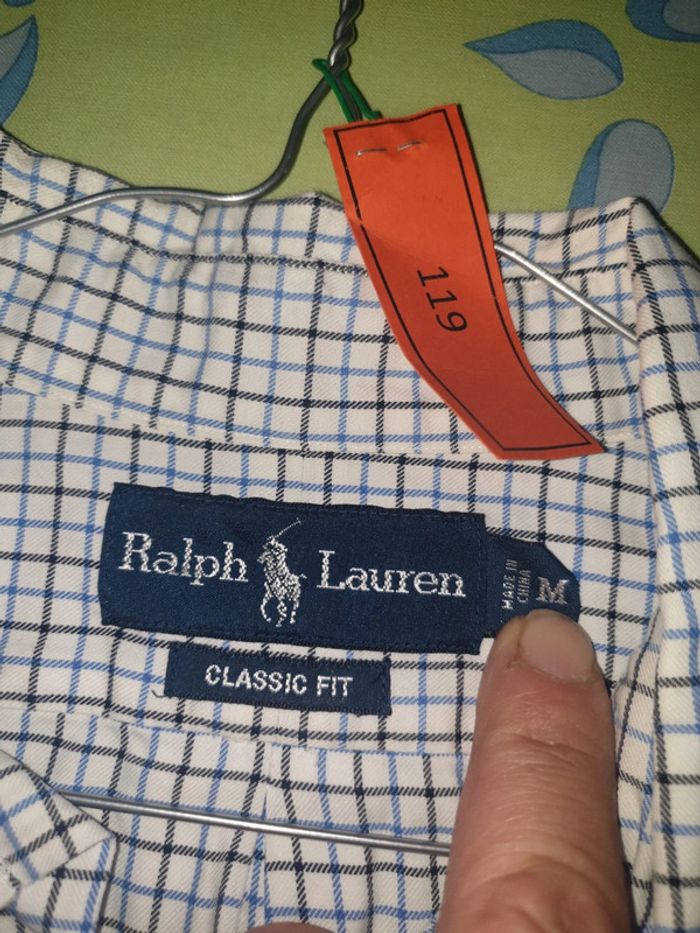 119
Ralph Lauren
MADE IN
CHINA
M
CLASSIC FIT